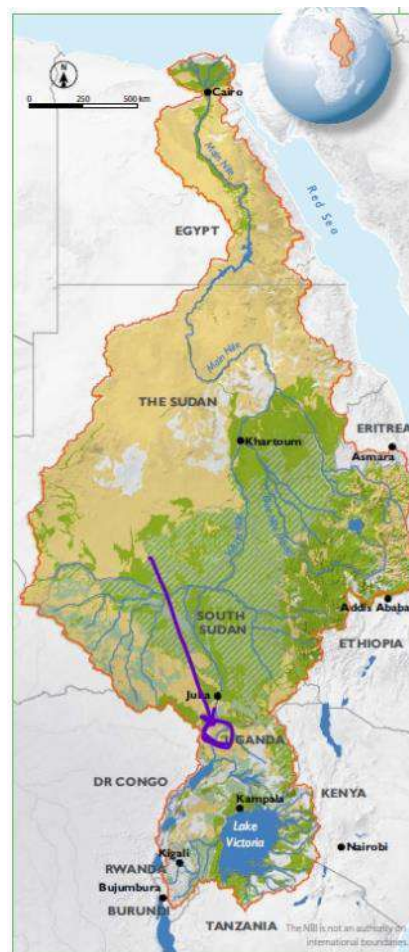 N
0 250 500 km
Cairo
Main Nile
Red Sea
EGYPT
Main Nile
THE SUDAN
ERITREA
Khartoum
Asmara
SOUTH
SUDAN
Addis Ababa
ETHIOPIA
Juba
UGANDA
DR CONGO
KENYA
Kampala
Lake
Victoria
Kigali
Nairobi
RWANDA
Bujumbura
BURUNDI
TANZANIA
The NBI is not an authority on
international boundaries